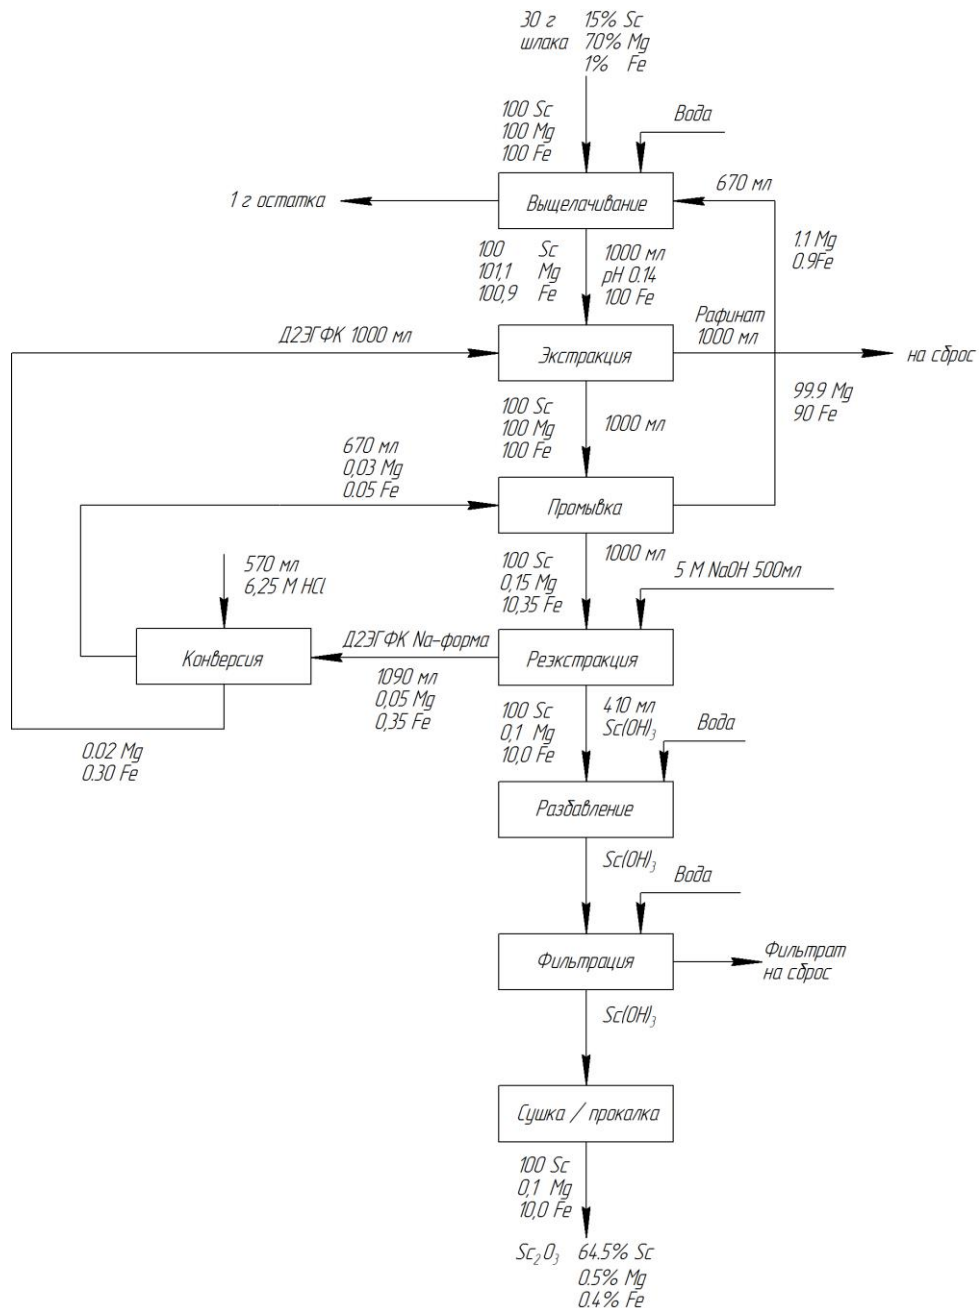 30 г 15% Sc
шлака 70% Mg
1% Fe
100 Sc
100 Mg
100 Fe
Вода
670 мл
1 г остатка
Выщелачивание
1.1 Mg
0.9Fe
100 Sc
101,1 Mg
100,9 Fe
1000 мл
pH 0.14
100 Fe
Рафинат
1000 мл
Д2ЭГФК 1000 мл
Экстракция
на сброс
99.9 Mg
90 Fe
100 Sc
100 Mg
100 Fe
1000 мл
670 мл
0,03 Mg
0.05 Fe
Промывка
100 Sc
0,15 Mg
10,35 Fe
1000 мл
5 М NaOH 500мл
570 мл
6,25 М HCl
Конверсия
Д2ЭГФК Na-форма
Реэкстракция
1090 мл
0,05 Mg
0,35 Fe
100 Sc
0,1 Mg
10,0 Fe
410 мл
Sc(OH)₃
Вода
0.02 Mg
0.30 Fe
Разбавление
Sc(OH)₃
Вода
Фильтрация
Фильтрат
на сброс
Sc(OH)₃
Сушка / прокалка
100 Sc
0,1 Mg
10,0 Fe
Sc₂O₃ 64.5% Sc
0.5% Mg
0.4% Fe